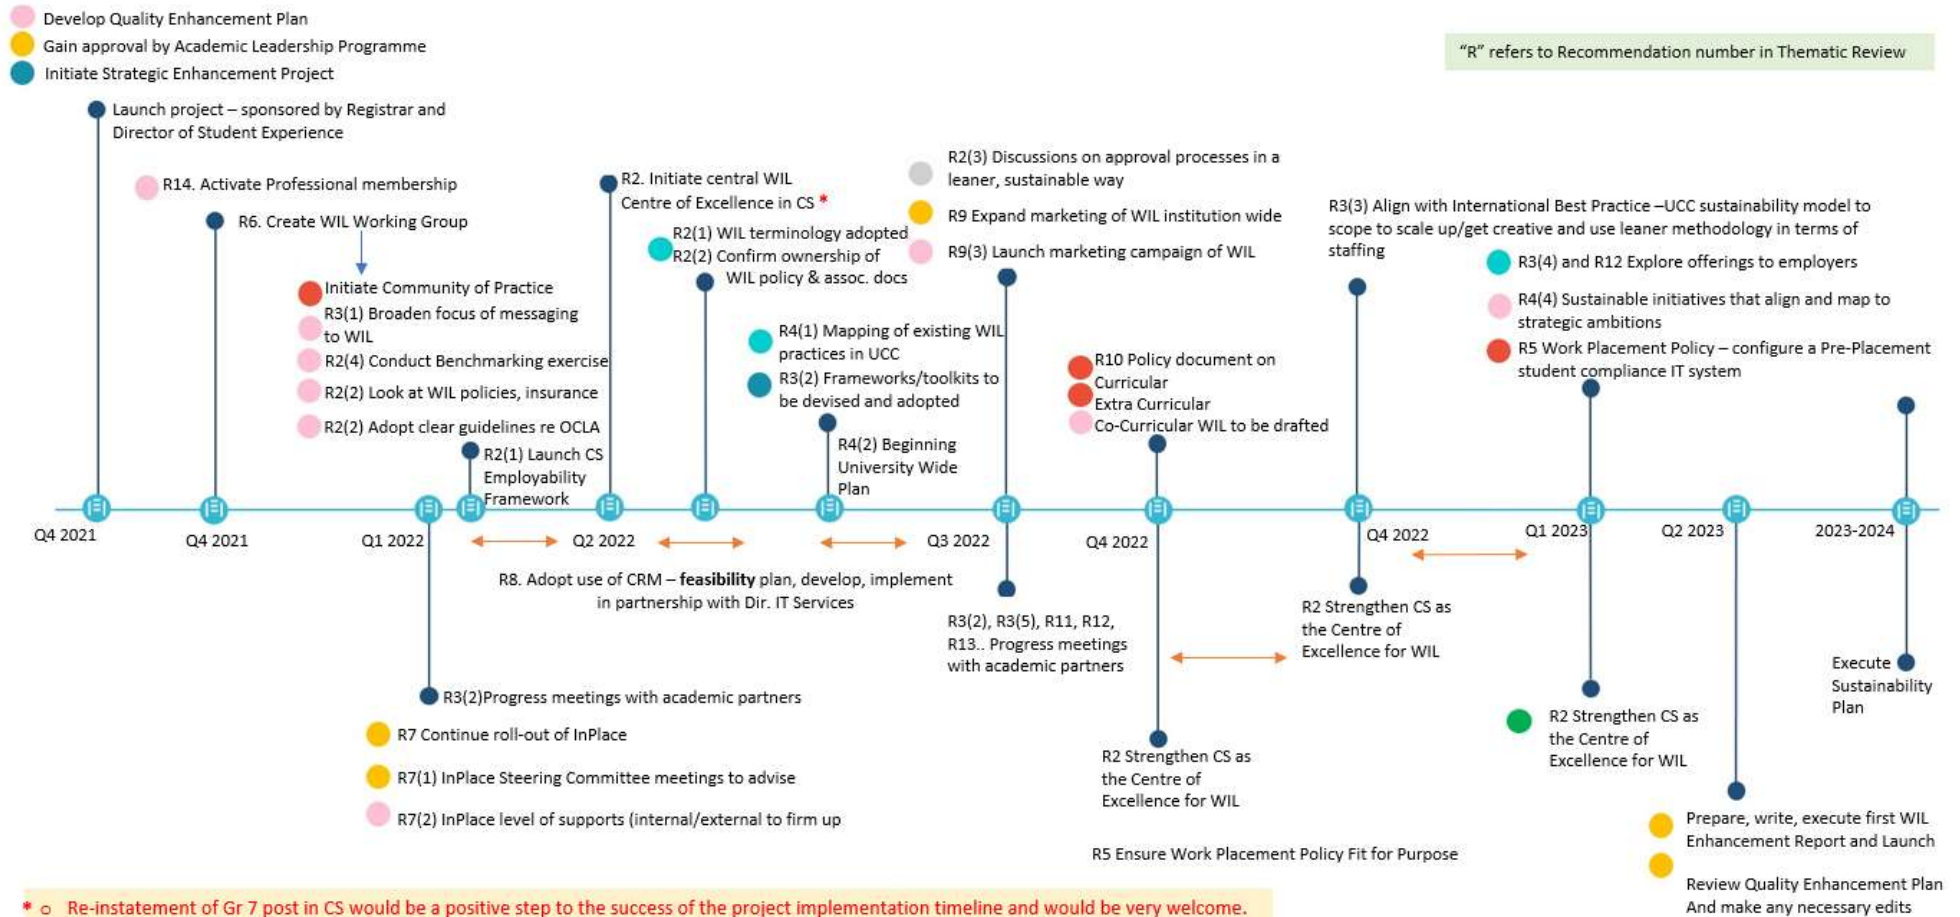 Develop Quality Enhancement Plan
Gain approval by Academic Leadership Programme
Initiate Strategic Enhancement Project
"R" refers to Recommendation number in Thematic Review
Launch project – sponsored by Registrar and
Director of Student Experience
R14. Activate Professional membership
R6. Create WIL Working Group
Initiate Community of Practice
R3(1) Broaden focus of messaging
to WIL
R2(4) Conduct Benchmarking exercise
R2(2) Look at WIL policies, insurance
R2(2) Adopt clear guidelines re OCLA
R2(1) Launch CS
Employability
Framework
R2. Initiate central WIL
Centre of Excellence in CS *
R2(1) WIL terminology adopted
R2(2) Confirm ownership of
WIL policy & assoc. docs
R4(1) Mapping of existing WIL
practices in UCC
R3(2) Frameworks/toolkits to
be devised and adopted
R4(2) Beginning
University Wide
Plan
R2(3) Discussions on approval processes in a
leaner, sustainable way
R9 Expand marketing of WIL institution wide
R9(3) Launch marketing campaign of WIL
R10 Policy document on
Curricular
Extra Curricular
Co-Curricular WIL to be drafted
R3(3) Align with International Best Practice –UCC sustainability model to
scope to scale up/get creative and use leaner methodology in terms of
staffing
R3(4) and R12 Explore offerings to employers
R4(4) Sustainable initiatives that align and map to
strategic ambitions
R5 Work Placement Policy – configure a Pre-Placement
student compliance IT system
Q4 2021
Q4 2021
Q1 2022
Q2 2022
Q3 2022
Q4 2022
Q4 2022
Q1 2023
Q2 2023
2023-2024
R8. Adopt use of CRM – feasibility plan, develop, implement
in partnership with Dir. IT Services
R3(2)Progress meetings with academic partners
R7 Continue roll-out of InPlace
R7(1) InPlace Steering Committee meetings to advise
R7(2) InPlace level of supports (internal/external to firm up
R3(2), R3(5), R11, R12,
R13.. Progress meetings
with academic partners
R2 Strengthen CS as
the Centre of
Excellence for WIL
R5 Ensure Work Placement Policy Fit for Purpose
R2 Strengthen CS as
the Centre of
Excellence for WIL
R2 Strengthen CS as
the Centre of
Excellence for WIL
Execute
Sustainability
Plan
Prepare, write, execute first WIL
Enhancement Report and Launch
Review Quality Enhancement Plan
And make any necessary edits
* o Re-instatement of Gr 7 post in CS would be a positive step to the success of the project implementation timeline and would be very welcome.